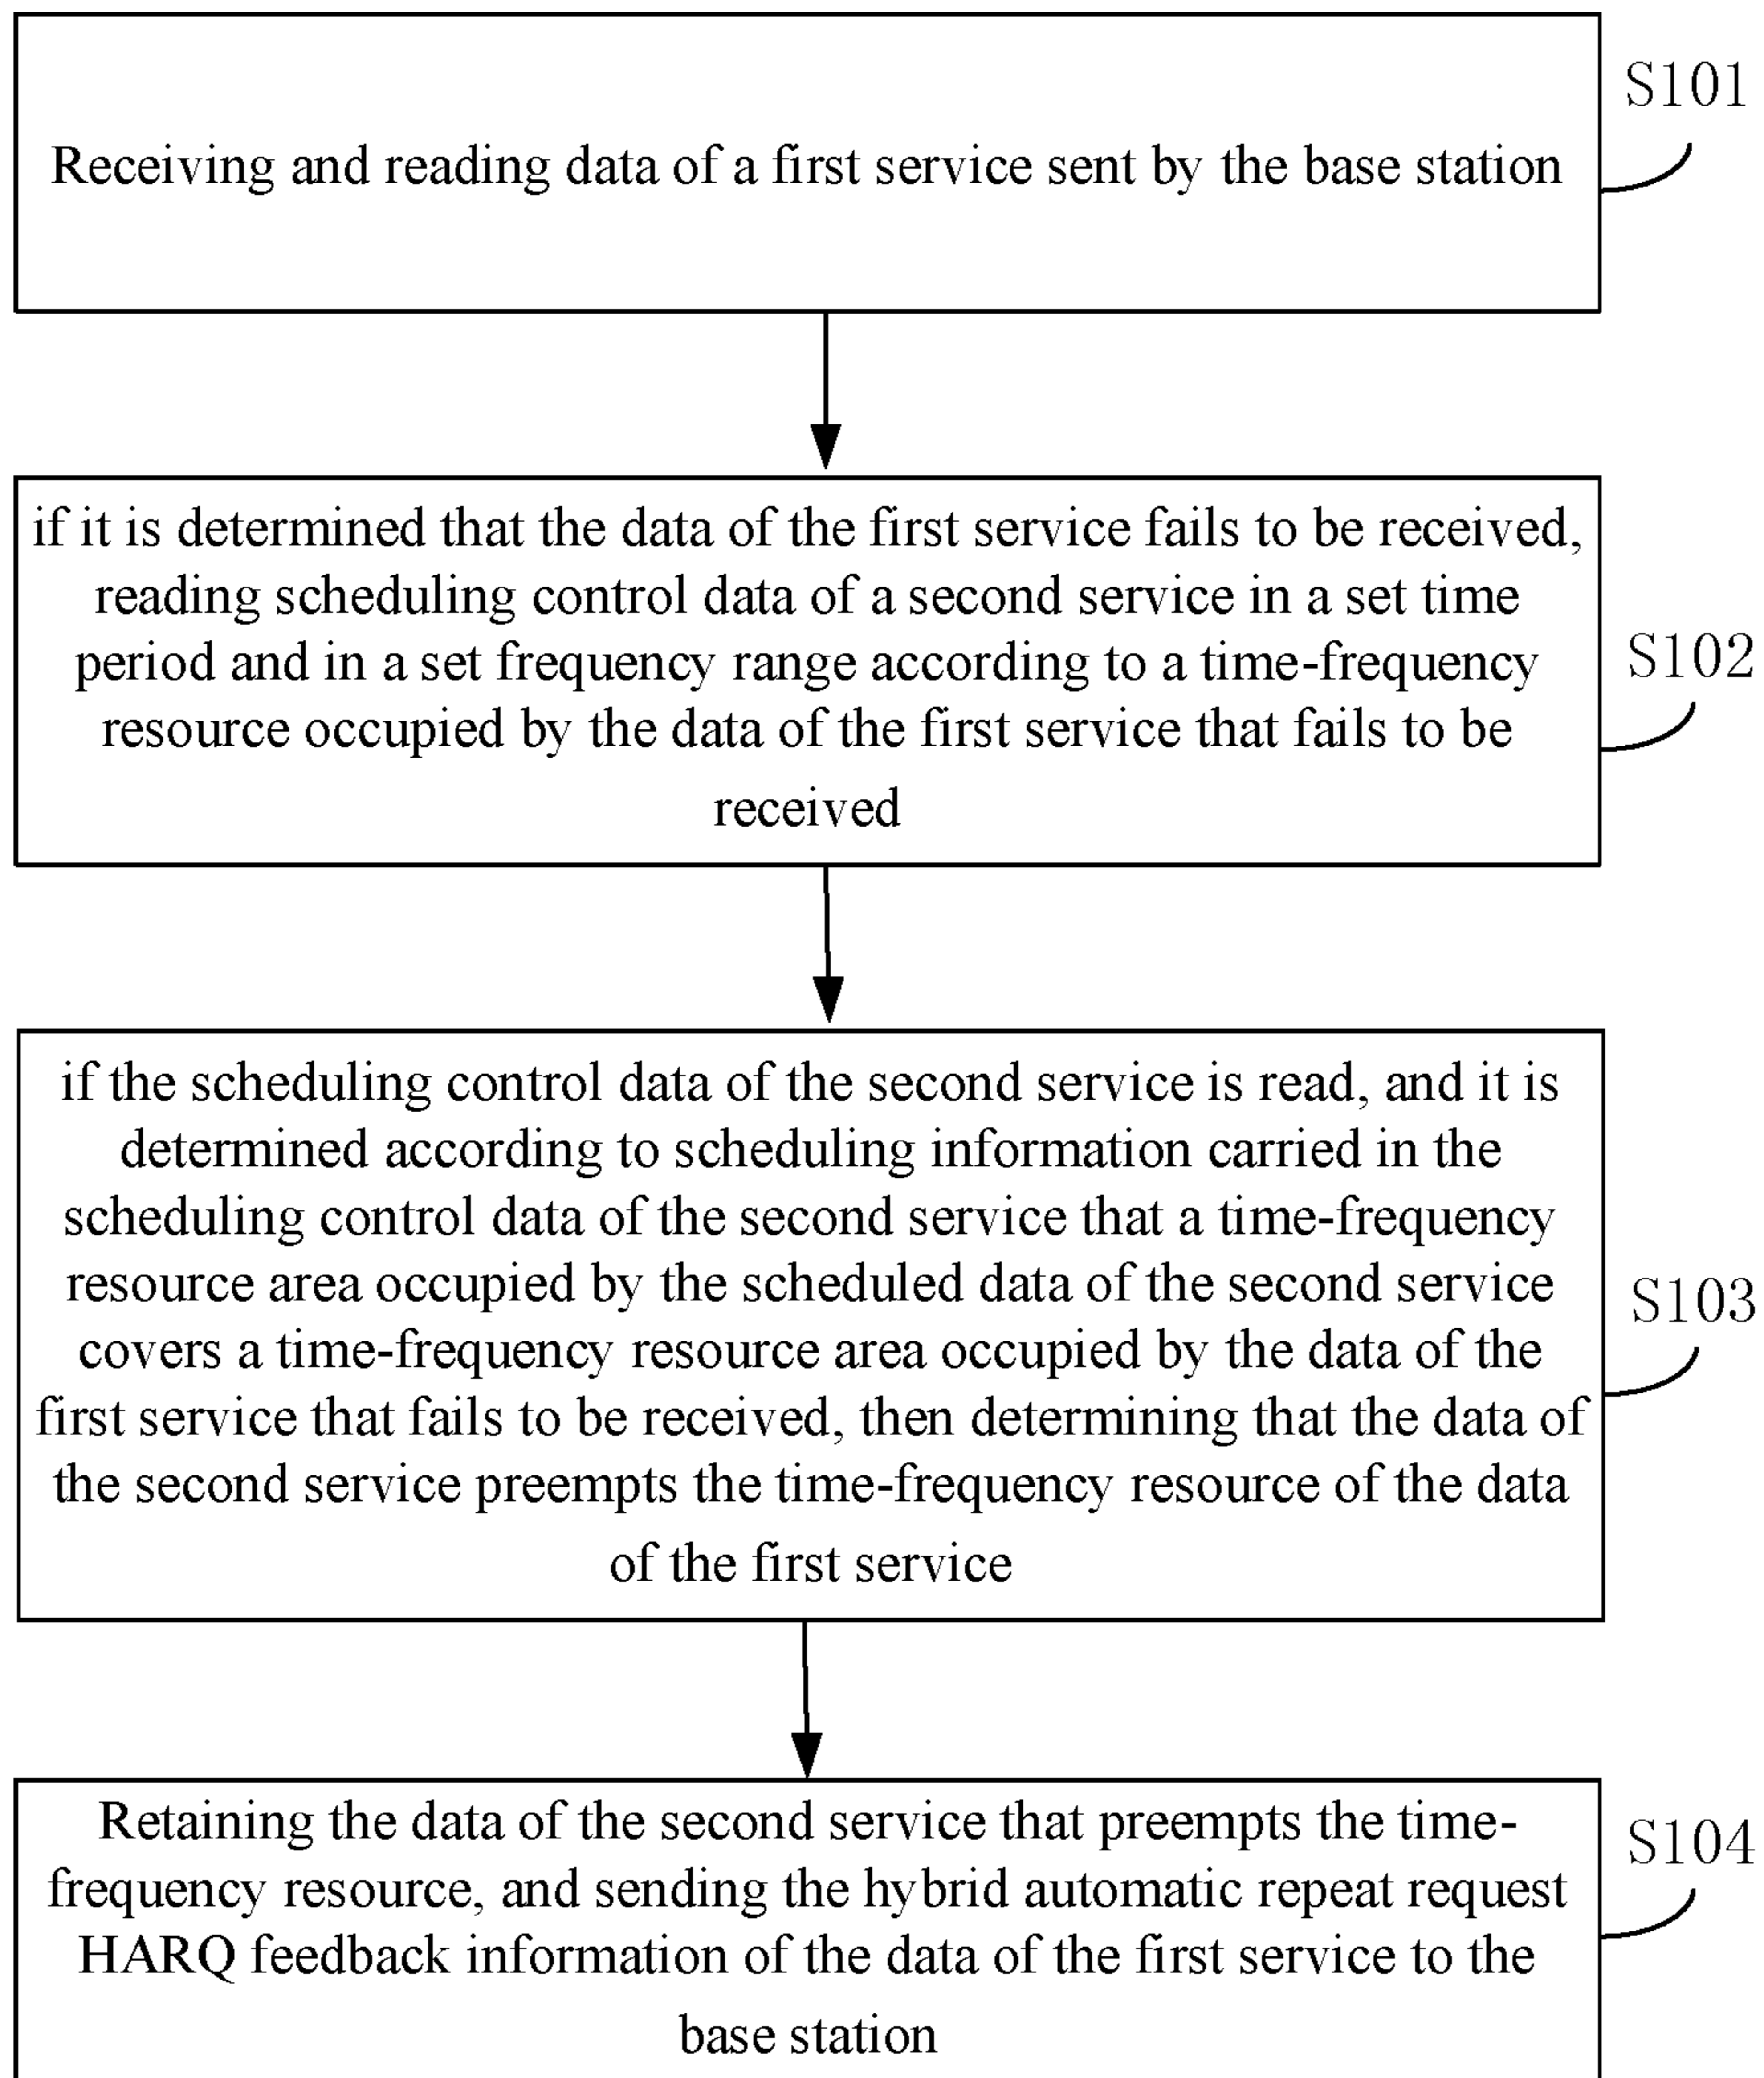 Receiving and reading data of a first service sent by the base station
S101
if it is determined that the data of the first service fails to be received,
reading scheduling control data of a second service in a set time
period and in a set frequency range according to a time-frequency
resource occupied by the data of the first service that fails to be
received
S102
if the scheduling control data of the second service is read, and it is
determined according to scheduling information carried in the
scheduling control data of the second service that a time-frequency
resource area occupied by the scheduled data of the second service
covers a time-frequency resource area occupied by the data of the
first service that fails to be received, then determining that the data of
the second service preempts the time-frequency resource of the data
of the first service
S103
Retaining the data of the second service that preempts the time-
frequency resource, and sending the hybrid automatic repeat request
HARQ feedback information of the data of the first service to the
base station
S104